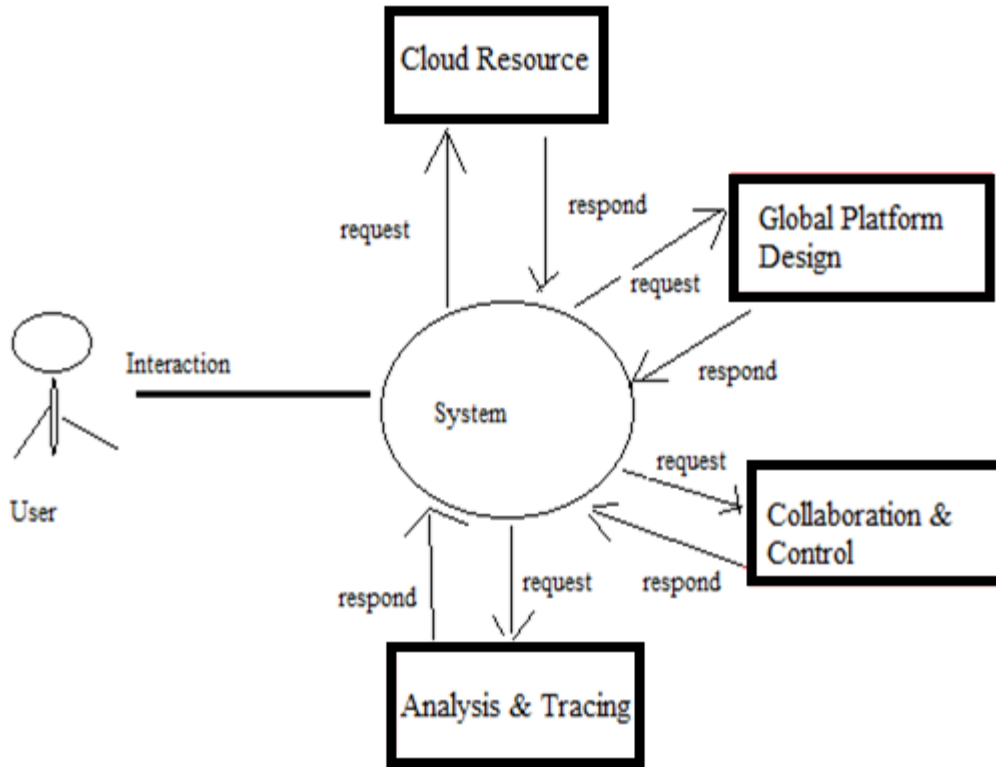 Cloud Resource
respond
request
Global Platform
Design
request
Interaction
respond
System
request
User
Collaboration &
Control
respond
request
respond
Analysis & Tracing